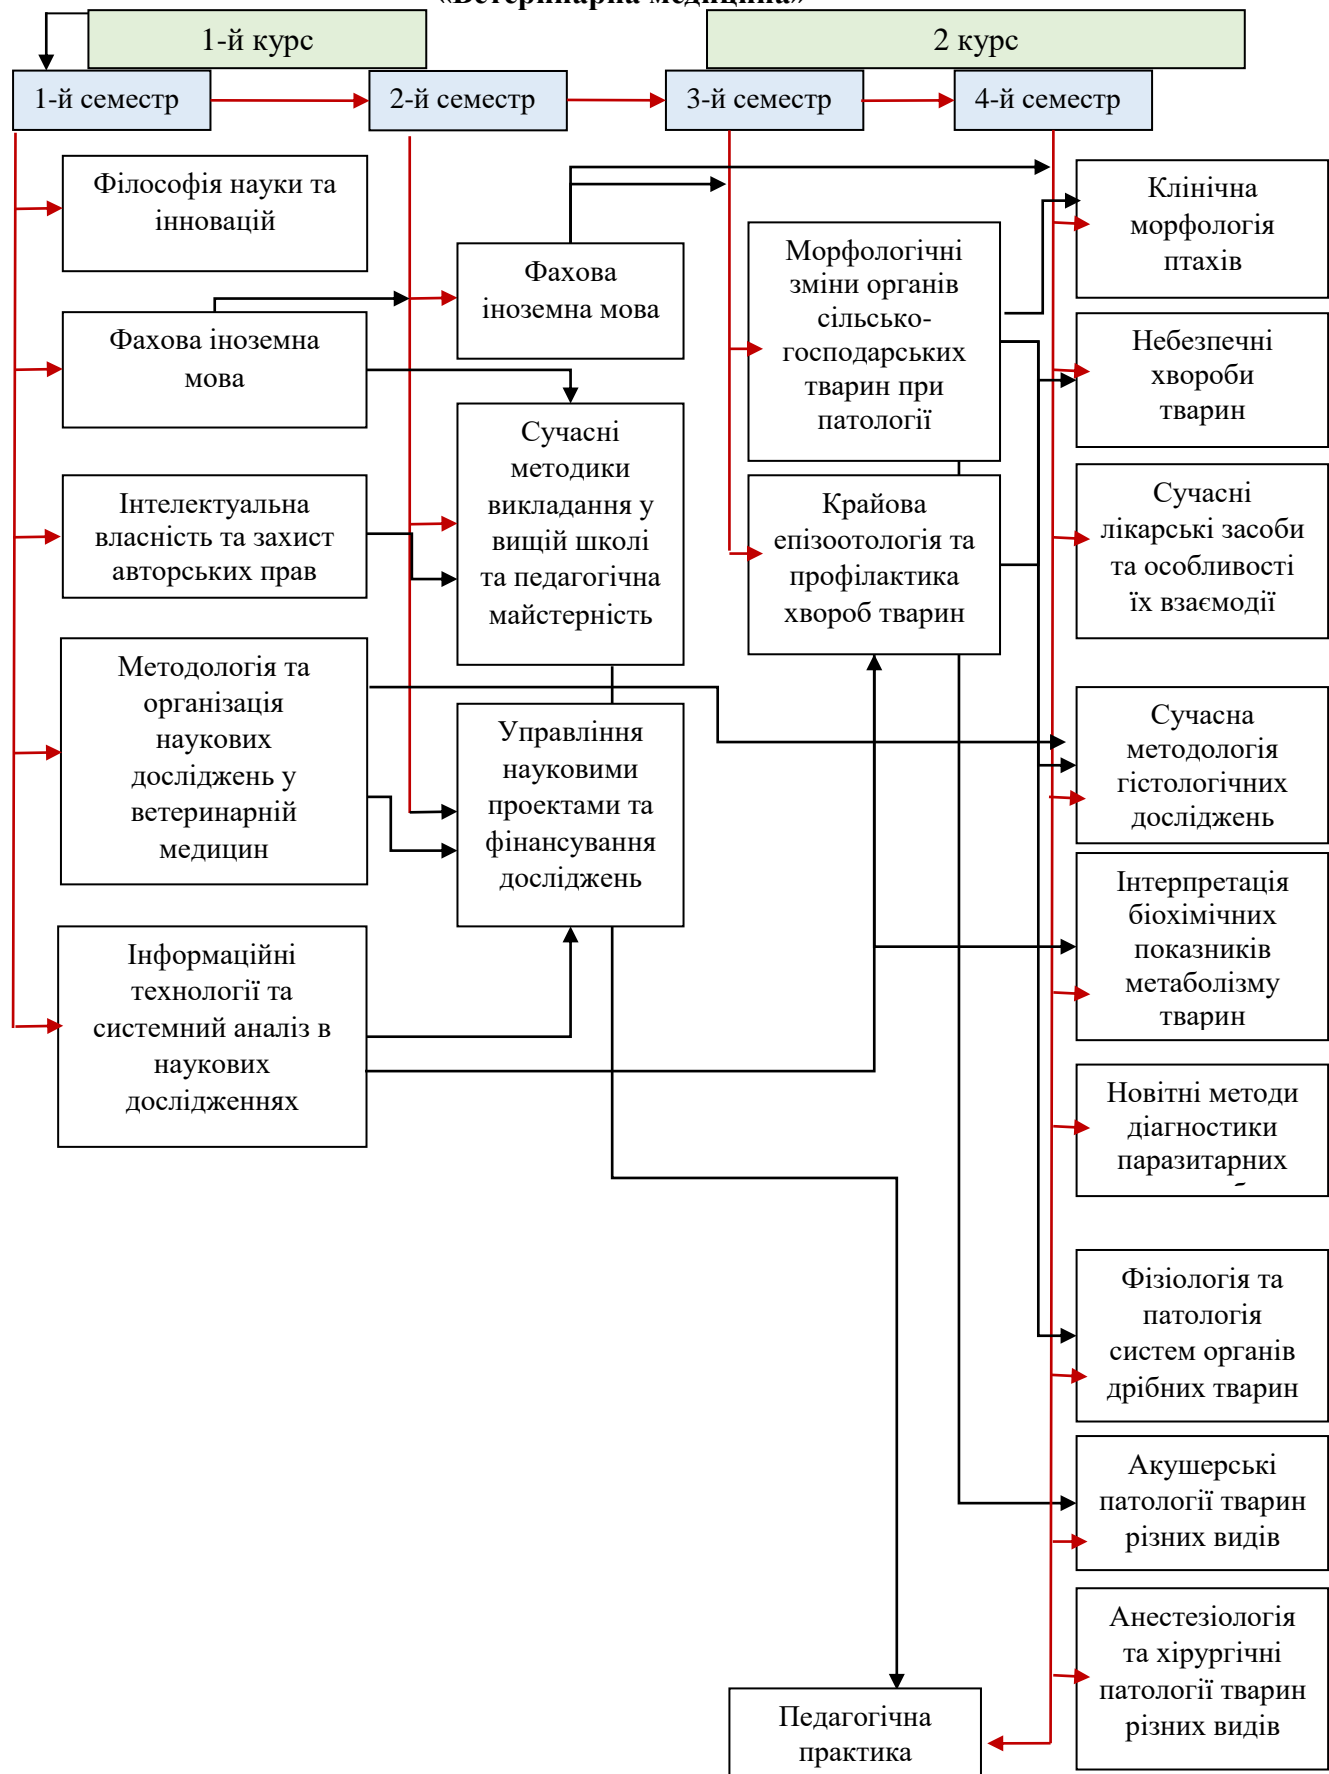 «Ветеринарна медицина»
1-й курс
2 курс
1-й семестр
2-й семестр
3-й семестр
4-й семестр
Філософія науки та
інновацій
Фахова іноземна
мова
Інтелектуальна
власність та захист
авторських прав
Методологія та
організація
наукових
досліджень у
ветеринарній
медицин
Інформаційні
технології та
системний аналіз в
наукових
дослідженнях
Фахова
іноземна мова
Сучасні
методики
викладання у
вищій школі
та педагогічна
майстерність
Управління
науковими
проектами та
фінансування
досліджень
Морфологічні
зміни органів
сільсько-
господарських
тварин при
патології
Крайова
епізоотологія та
профілактика
хвороб тварин
Педагогічна
практика
Клінічна
морфологія
птахів
Небезпечні
хвороби
тварин
Сучасні
лікарські засоби
та особливості
їх взаємодії
Сучасна
методологія
гістологічних
досліджень
Інтерпретація
біохімічних
показників
метаболізму
тварин
Новітні методи
діагностики
паразитарних
Фізіологія та
патологія
систем органів
дрібних тварин
Акушерські
патології тварин
різних видів
Анестезіологія
та хірургічні
патології тварин
різних видів